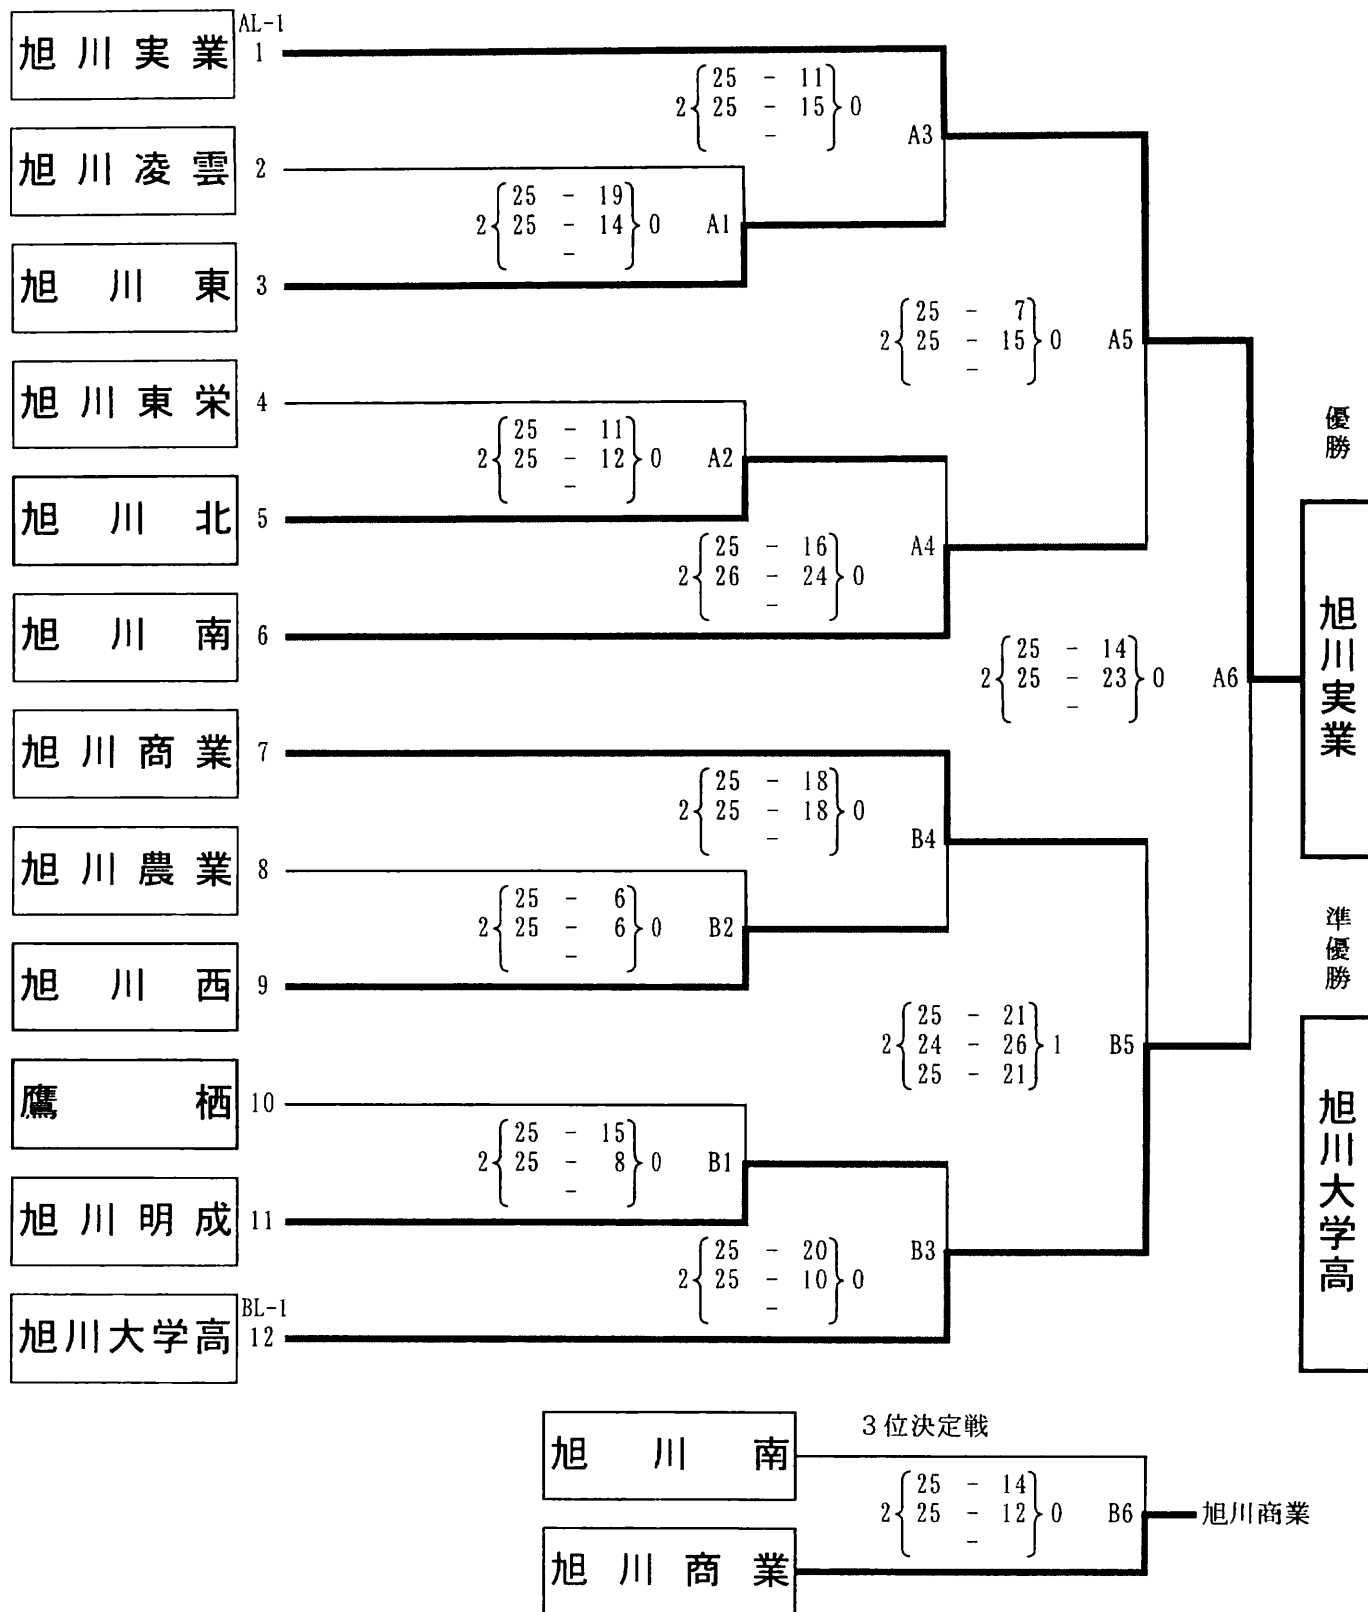 AL-1
旭川実業 1
2 25 - 11 0
25 - 15
-
A3
旭川凌雲 2
2 25 - 19 0
25 - 14
-
A1
旭川東 3
2 25 - 7 0
25 - 15
-
A5
旭川東栄 4
2 25 - 11 0
25 - 12
-
A2
旭川北 5
2 25 - 16 0
26 - 24
-
A4
旭川南 6
2 25 - 14 0
25 - 23
-
A6
優勝
旭川実業
旭川商業 7
2 25 - 18 0
25 - 18
-
B4
旭川農業 8
2 25 - 6 0
25 - 6
-
B2
旭川西 9
2 25 - 21 1
24 - 26
25 - 21
B5
準優勝
旭川大学高
鷹栖 10
2 25 - 15 0
25 - 8
-
B1
旭川明成 11
2 25 - 20 0
25 - 10
-
B3
BL-1
旭川大学高 12
3位決定戦
旭川南
2 25 - 14 0
25 - 12
-
B6
旭川商業
旭川商業